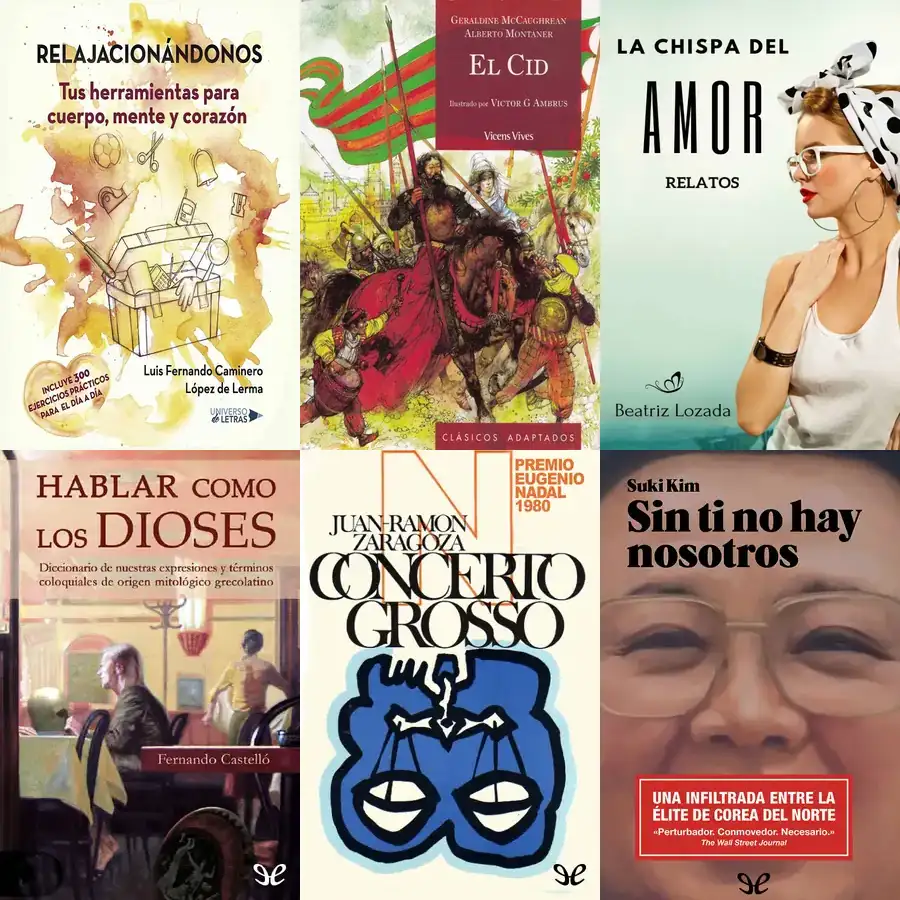 RELAJACIONÁNDONOS
Tus herramientas para
cuerpo, mente y corazón
INCLUYE 300
EJERCICIOS PRÁCTICOS
PARA EL DÍA A DÍA
Luis Fernando Caminero
López de Lerma
UNIVERSO
de LETRAS
GERALDINE MCCAUGHREAN
ALBERTO MONTANER
EL CID
Ilustrado por VICTOR G AMBRUS
Vicens Vives
CLÁSICOS ADAPTADOS
LA CHISPA DEL
AMOR
RELATOS
Beatriz Lozada
HABLAR COMO
LOS DIOSES
Diccionario de nuestras expresiones y términos
coloquiales de origen mitológico grecolatino
Fernando Castelló
N
PREMIO
EUGENIO
NADAL
1980
JUAN-RAMON
ZARAGOZA
CONCERTO
GROSSO
Suki Kim
Sin ti no hay
nosotros
UNA INFILTRADA ENTRE LA
ÉLITE DE COREA DEL NORTE
«Perturbador. Conmovedor. Necesario.»
The Wall Street Journal